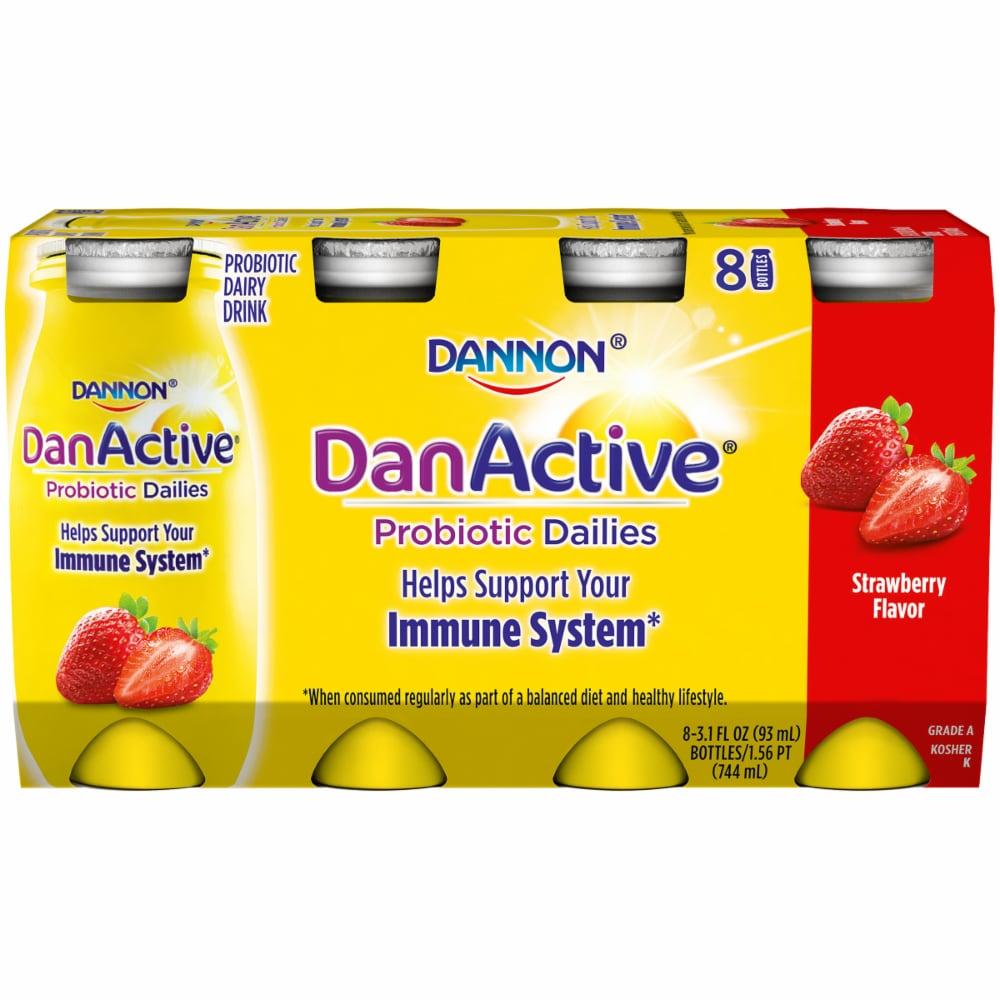 PROBIOTIC
DAIRY
DRINK
8 BOTTLES
DANNON®
DanActive®
Probiotic Dailies
Helps Support Your
Immune System*
DANNON®
DanActive®
Probiotic Dailies
Helps Support Your
Immune System*
*When consumed regularly as part of a balanced diet and healthy lifestyle.
8-3.1 FL OZ (93 mL)
BOTTLES/1.56 PT
(744 mL)
Strawberry
Flavor
GRADE A
KOSHER
K